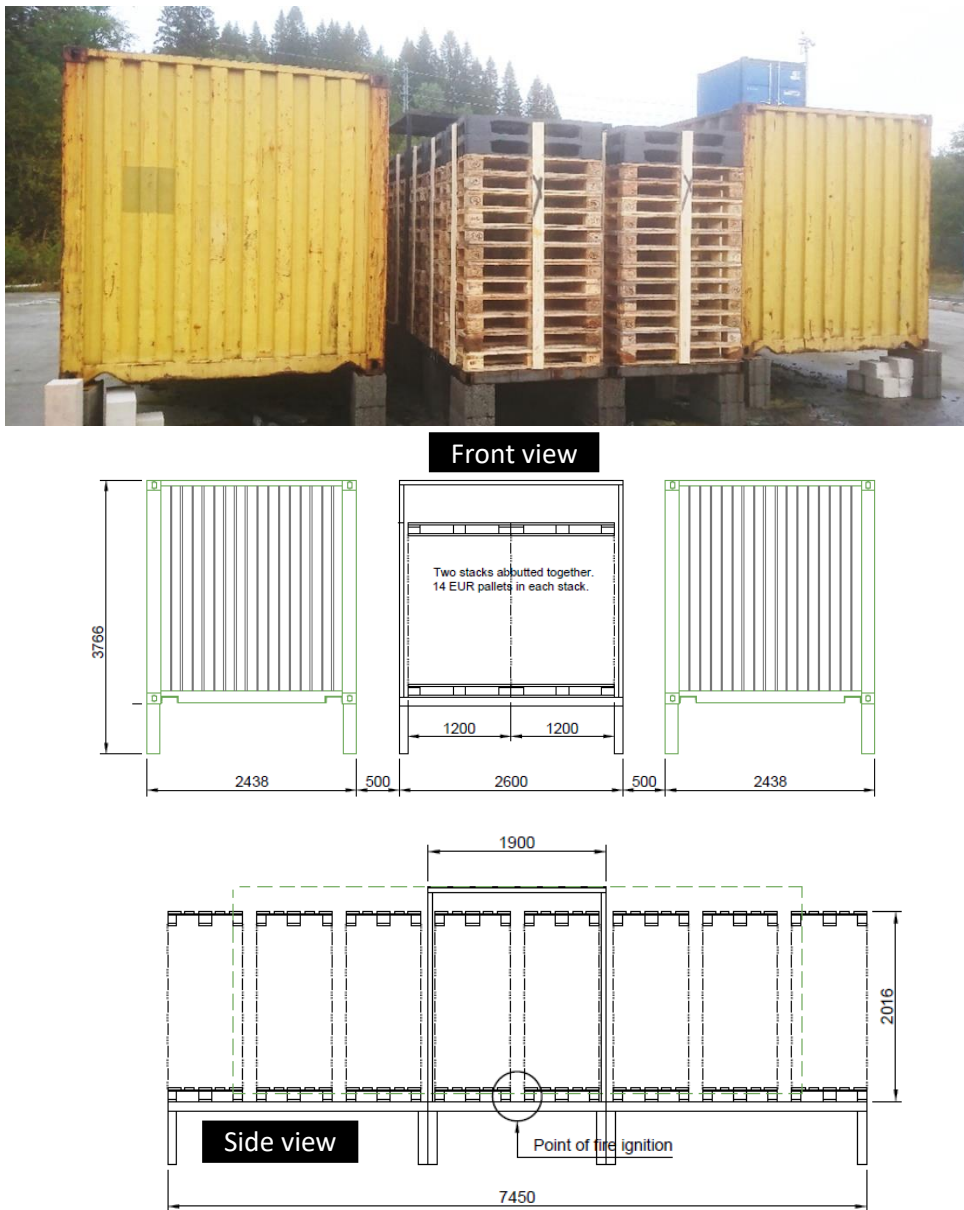 Front view
Two stacks abbutted together.
14 EUR pallets in each stack.
3766
1200 1200
2438 500 2600 500 2438
1900
2016
Side view
Point of fire ignition
7450